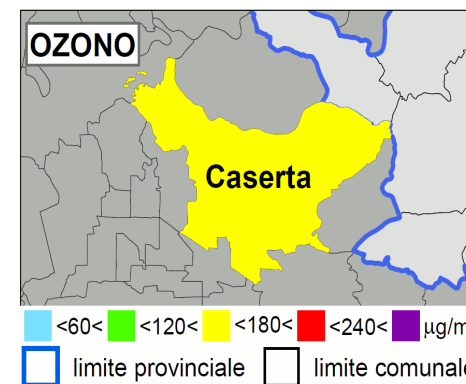 OZONO
Caserta
<60< <120< <180< <240< µg/m
limite provinciale limite comunale